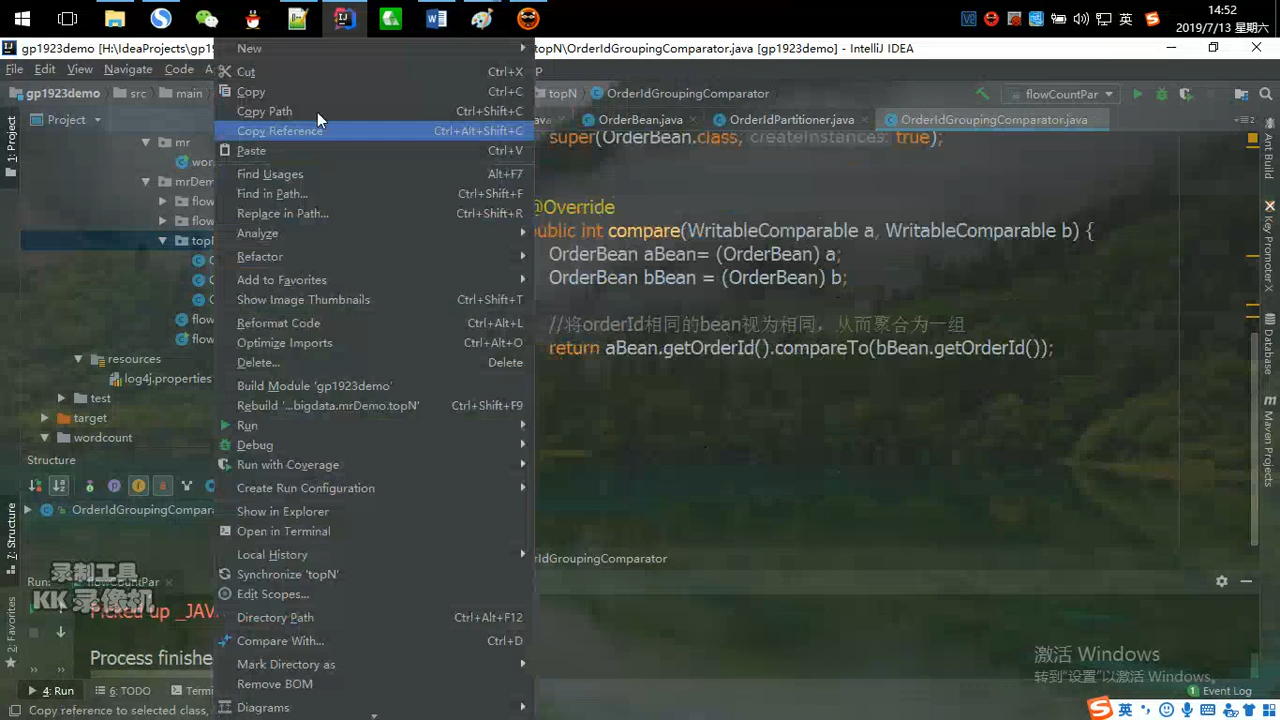 14:52
2019/7/13 星期六
英
gp1923demo [H:\IdeaProjects\gp19
topN\OrderIdGroupingComparator.java [gp1923demo] - IntelliJ IDEA
File Edit View Navigate Code
gp1923demo src main
topN OrderIdGroupingComparator
flowCountPar
1: Project
Project
OrderBean.java OrderIdPartitioner.java OrderIdGroupingComparator.java
mr
mrDem
flow
flow
topN
flow
flow
resources
log4j.properties
test
target
wordcount
Structure
OrderIdGroupingCompara
7: Structure
2: Favorites
Run: flowCountPar
录制工具
KK 录像机
Picked up _JAV
Process finishe
4: Run 6: TODO Termi
Copy reference to selected class,
New
Cut Ctrl+X
Copy Ctrl+C
Copy Path Ctrl+Shift+C
Copy Reference Ctrl+Alt+Shift+C
Paste Ctrl+V
Find Usages Alt+F7
Find in Path... Ctrl+Shift+F
Replace in Path... Ctrl+Shift+R
Analyze
Refactor
Add to Favorites
Show Image Thumbnails Ctrl+Shift+T
Reformat Code Ctrl+Alt+L
Optimize Imports Ctrl+Alt+O
Delete... Delete
Build Module 'gp1923demo'
Rebuild '...bigdata.mrDemo.topN' Ctrl+Shift+F9
Run
Debug
Run with Coverage
Create Run Configuration
Show in Explorer
Open in Terminal
Local History
Synchronize 'topN'
Edit Scopes...
Directory Path Ctrl+Alt+F12
Compare With... Ctrl+D
Mark Directory as
Remove BOM
Diagrams
super(OrderBean.class, createInstances: true);
@Override
public int compare(WritableComparable a, WritableComparable b) {
OrderBean aBean= (OrderBean) a;
OrderBean bBean = (OrderBean) b;
//将orderId相同的bean视为相同，从而聚合为一组
return aBean.getOrderId().compareTo(bBean.getOrderId());
rIdGroupingComparator
Ant Build
Key PromoterX
Database
Maven Projects
激活 Windows
转到"设置"以激活 Windows。
Event Log
英